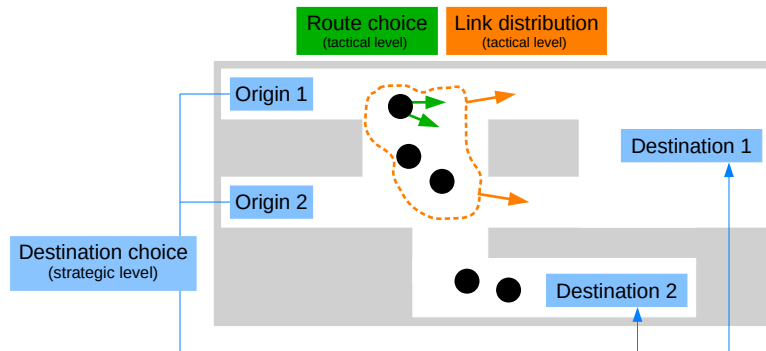 Route choice
(tactical level)
Link distribution
(tactical level)
Origin 1
Destination 1
Origin 2
Destination choice
(strategic level)
Destination 2